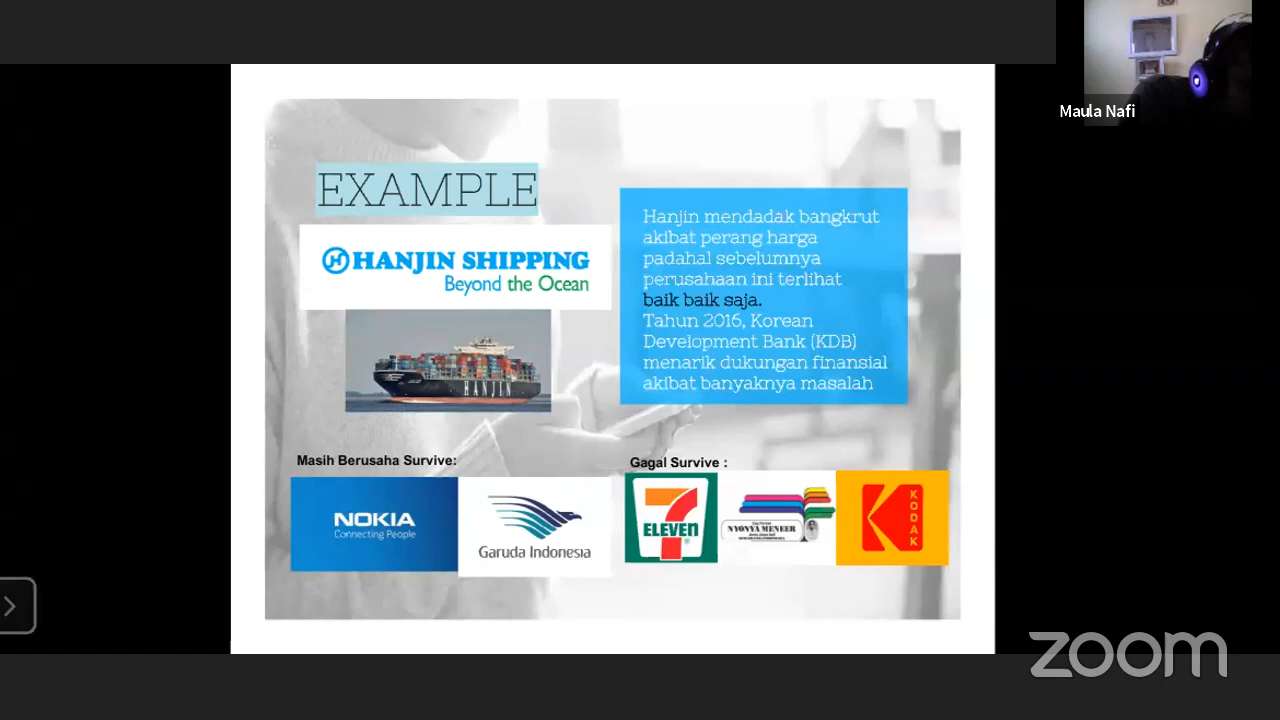 Maula Nafi
EXAMPLE
HANJIN SHIPPING
Beyond the Ocean
HANJIN
Hanjin mendadak bangkrut
akibat perang harga
padahal sebelumnya
perusahaan ini terlihat
baik baik saja.
Tahun 2016, Korean
Development Bank (KDB)
menarik dukungan finansial
akibat banyaknya masalah
Masih Berusaha Survive:
NOKIA
Connecting People
Garuda Indonesia
Gagal Survive :
7
ELEVEN
NYONYA MENEER
KODAK
zoom